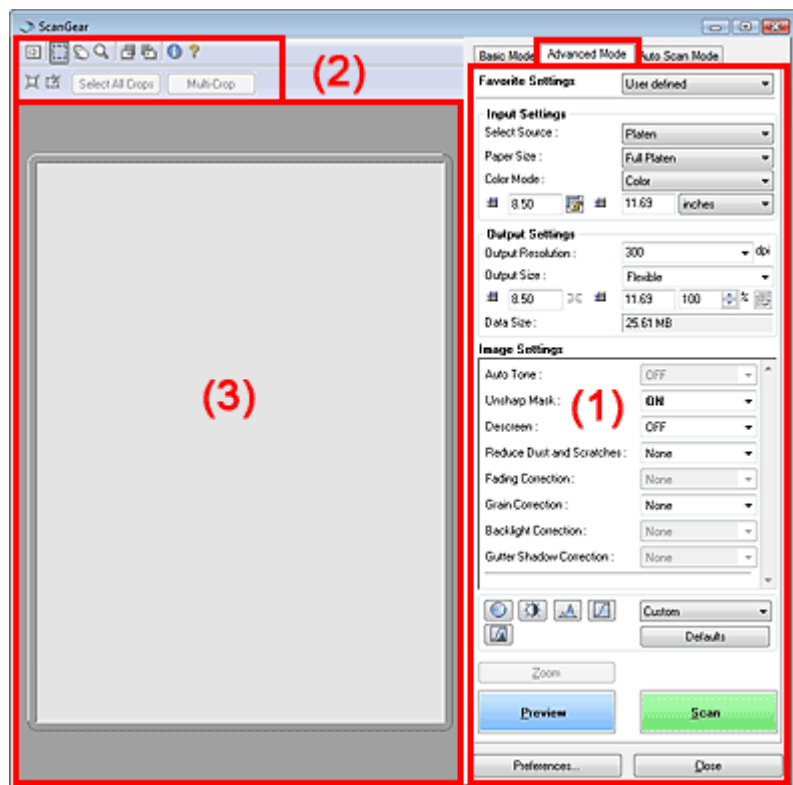 ScanGear
(2)
Select All Crops Multi-Crop
(3)
Basic Mode Advanced Mode Auto Scan Mode
Favorite Settings User defined
Input Settings
Select Source : Platen
Paper Size : Full Platen
Color Mode : Color
8.50 11.69 inches
Output Settings
Output Resolution : 300 dpi
Output Size : Flexible
8.50 11.69 100 %
Data Size : 25.61 MB
Image Settings
Auto Tone : OFF
Unsharp Mask : ON
(1)
Descreen : OFF
Reduce Dust and Scratches : None
Fading Correction : None
Grain Correction : None
Backlight Correction : None
Gutter Shadow Correction : None
Custom
Defaults
Zoom
Preview Scan
Preferences... Close